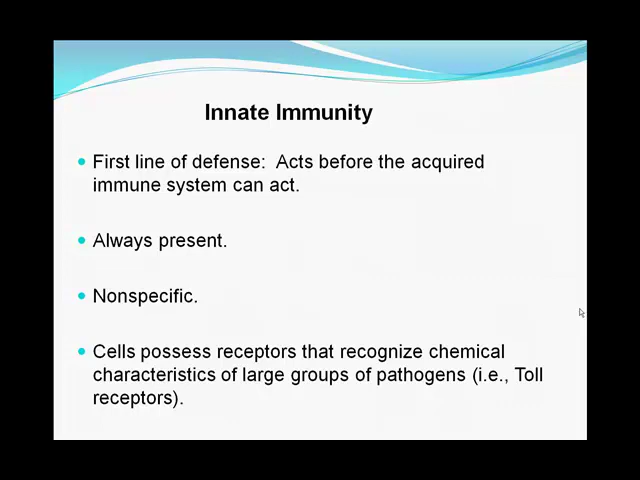 Innate Immunity
First line of defense:  Acts before the acquired
immune system can act.
Always present.
Nonspecific.
Cells possess receptors that recognize chemical
characteristics of large groups of pathogens (i.e., Toll
receptors).